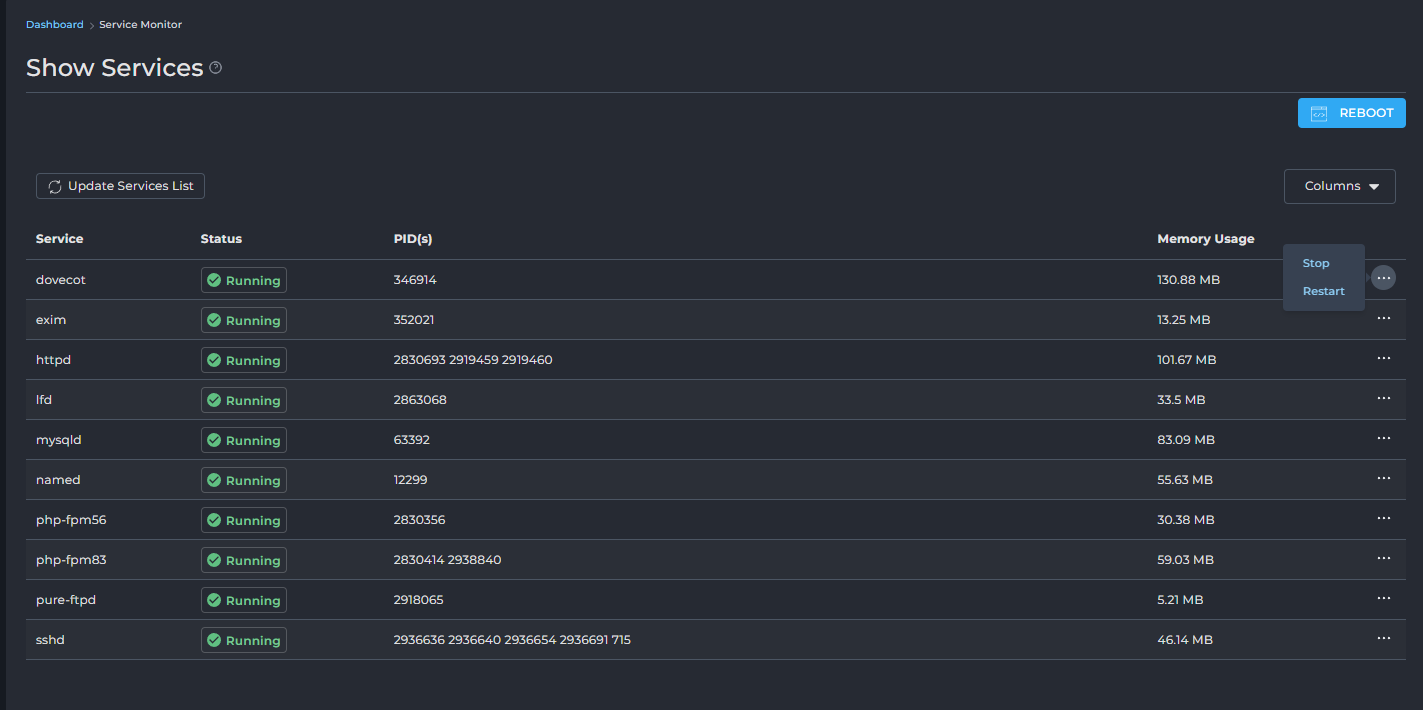 Dashboard > Service Monitor
Show Services
REBOOT
Update Services List
Columns
Service Status PID(s) Memory Usage
dovecot Running 346914 130.88 MB
Stop
Restart
exim Running 352021 13.25 MB
httpd Running 2830693 2919459 2919460 101.67 MB
lfd Running 2863068 33.5 MB
mysqld Running 63392 83.09 MB
named Running 12299 55.63 MB
php-fpm56 Running 2830356 30.38 MB
php-fpm83 Running 2830414 2938840 59.03 MB
pure-ftpd Running 2918065 5.21 MB
sshd Running 2936636 2936640 2936654 2936691 715 46.14 MB